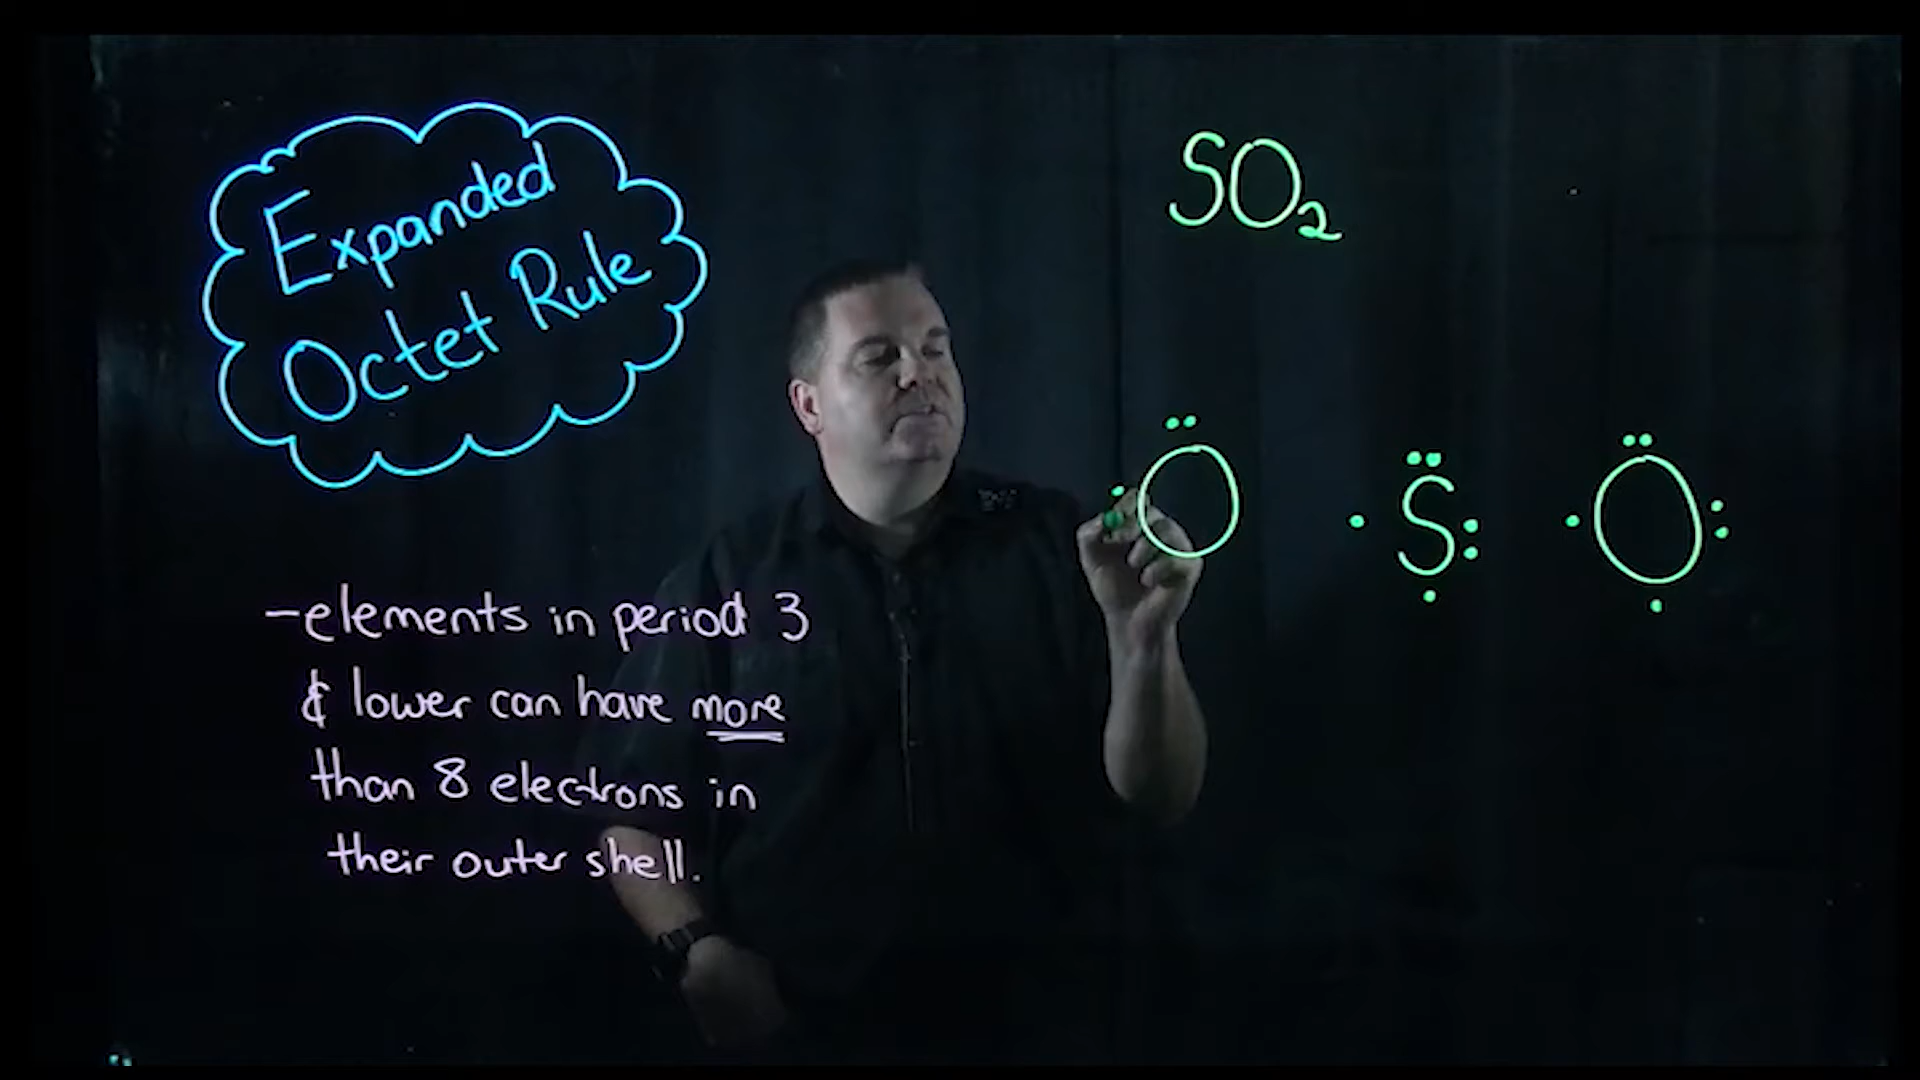 Expanded
Octet Rule
SO₂
O S O
-elements in period 3
& lower can have more
than 8 electrons in
their outer shell.